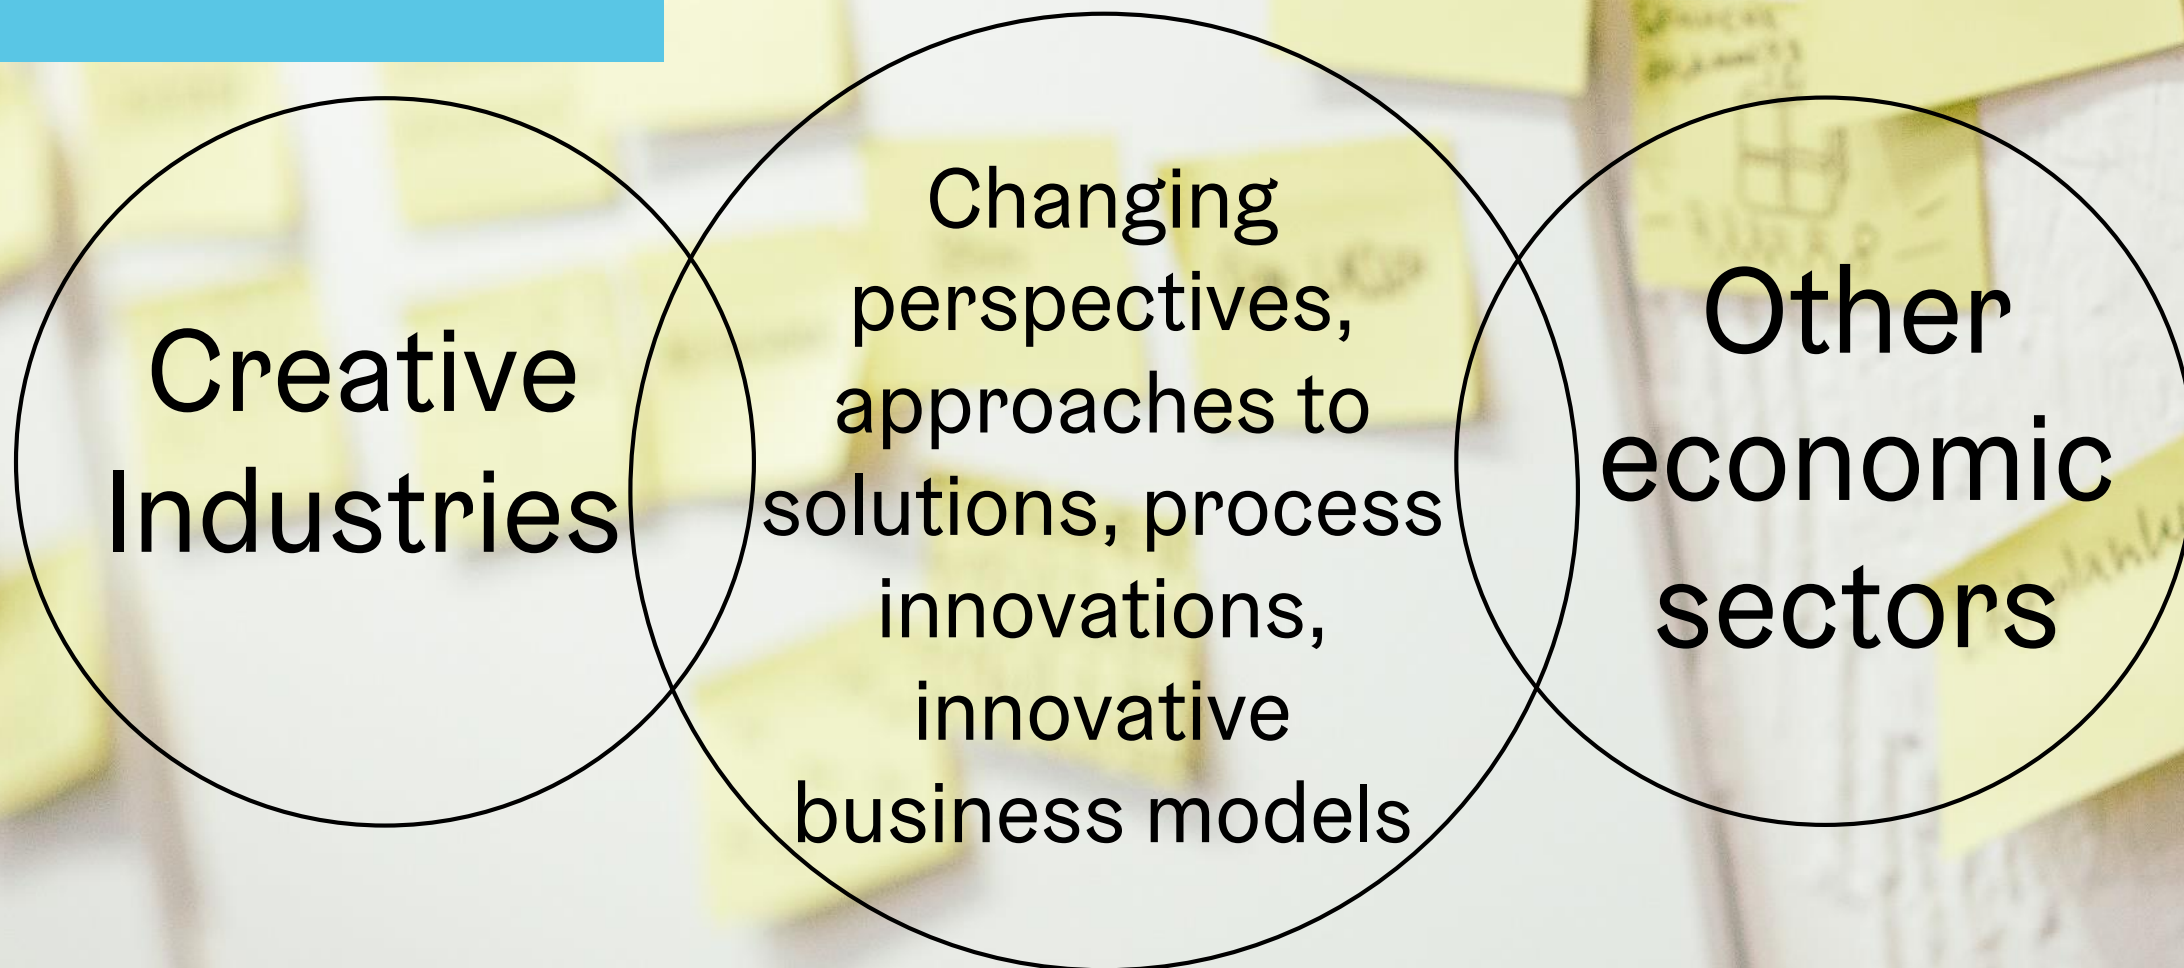 Creative
Industries
Changing
perspectives,
approaches to
solutions, process
innovations,
innovative
business models
Other
economic
sectors